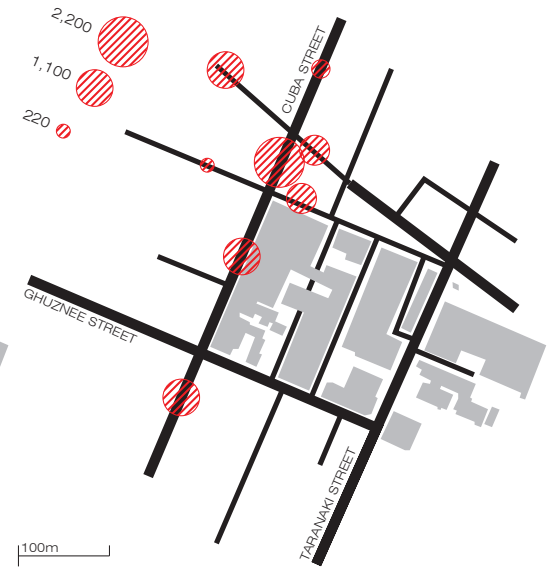 2,200
1,100
220
CUBA STREET
GHUZNEE STREET
TARANAKI STREET
100m